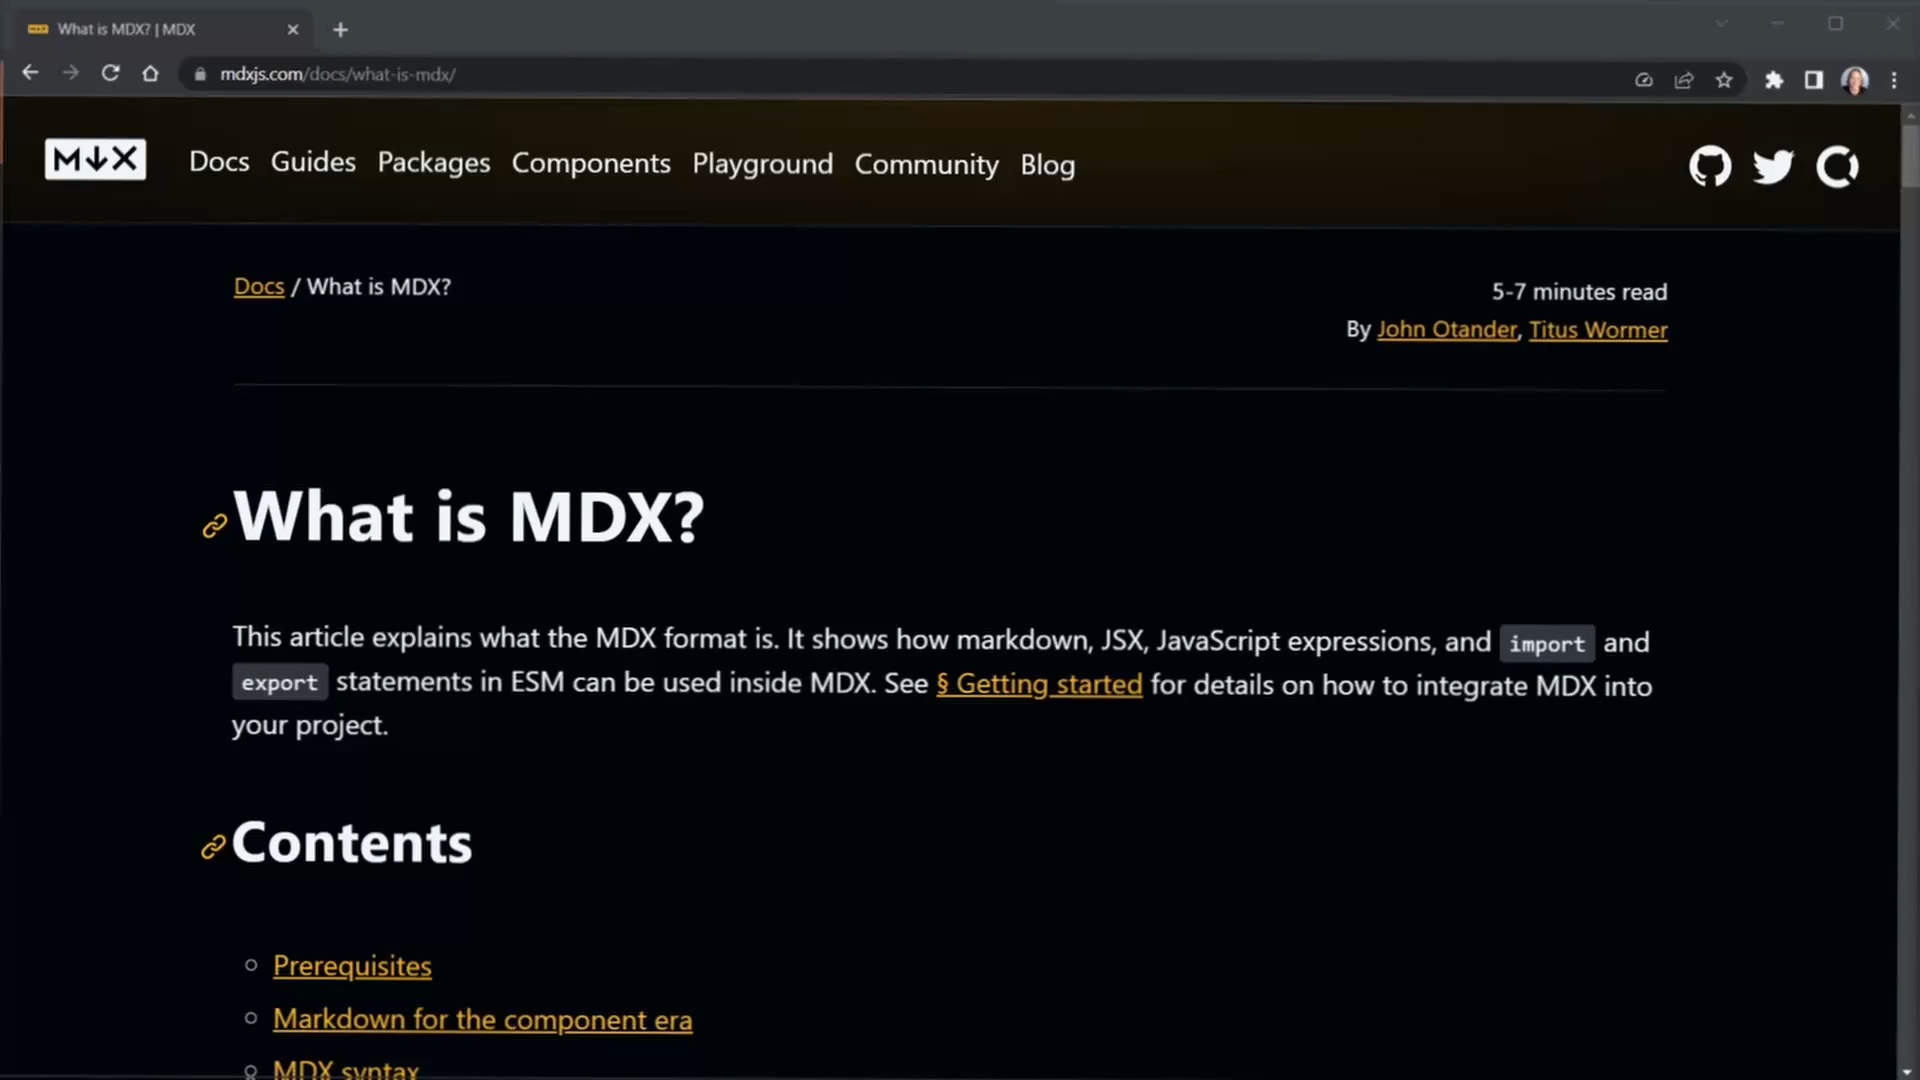 What is MDX? | MDX
mdxjs.com/docs/what-is-mdx/
M↓X
Docs Guides Packages Components Playground Community Blog
Docs / What is MDX?
5-7 minutes read
By John Otander, Titus Wormer
What is MDX?
This article explains what the MDX format is. It shows how markdown, JSX, JavaScript expressions, and import and
export statements in ESM can be used inside MDX. See § Getting started for details on how to integrate MDX into
your project.
Contents
Prerequisites
Markdown for the component era
MDX syntax